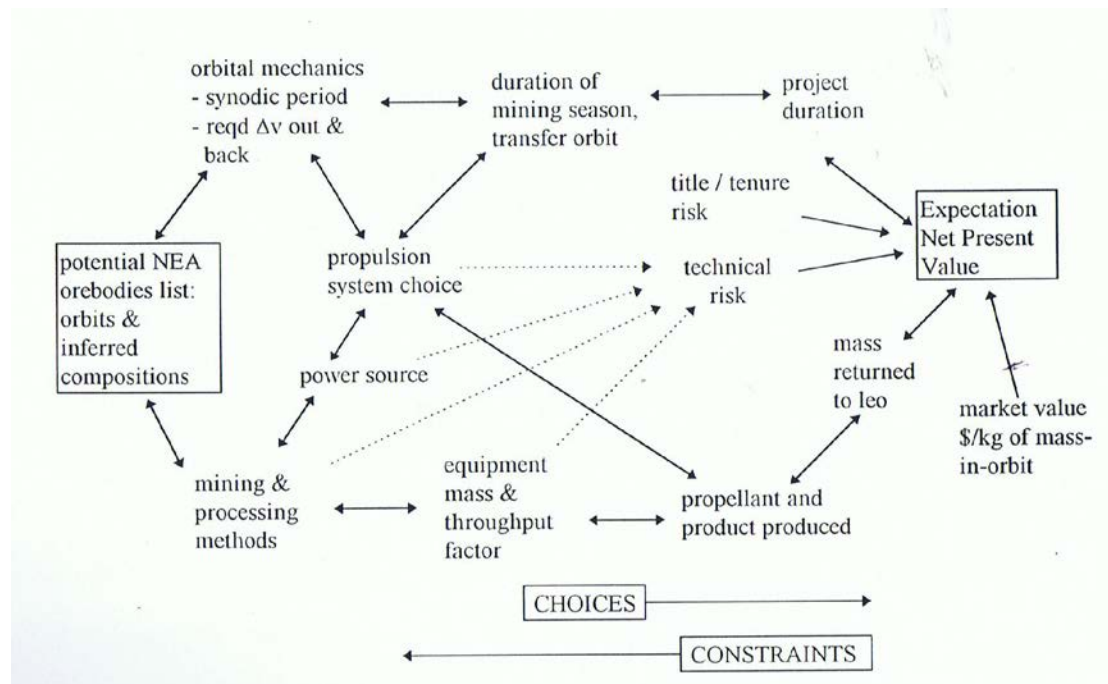 orbital mechanics
- synodic period
- reqd Δv out &
back
duration of
mining season,
transfer orbit
project
duration
title / tenure
risk
Expectation
Net Present
Value
potential NEA
orebodies list:
orbits &
inferred
compositions
propulsion
system choice
technical
risk
power source
mass
returned
to leo
market value
$/kg of mass-
in-orbit
mining &
processing
methods
equipment
mass &
throughput
factor
propellant and
product produced
CHOICES
CONSTRAINTS